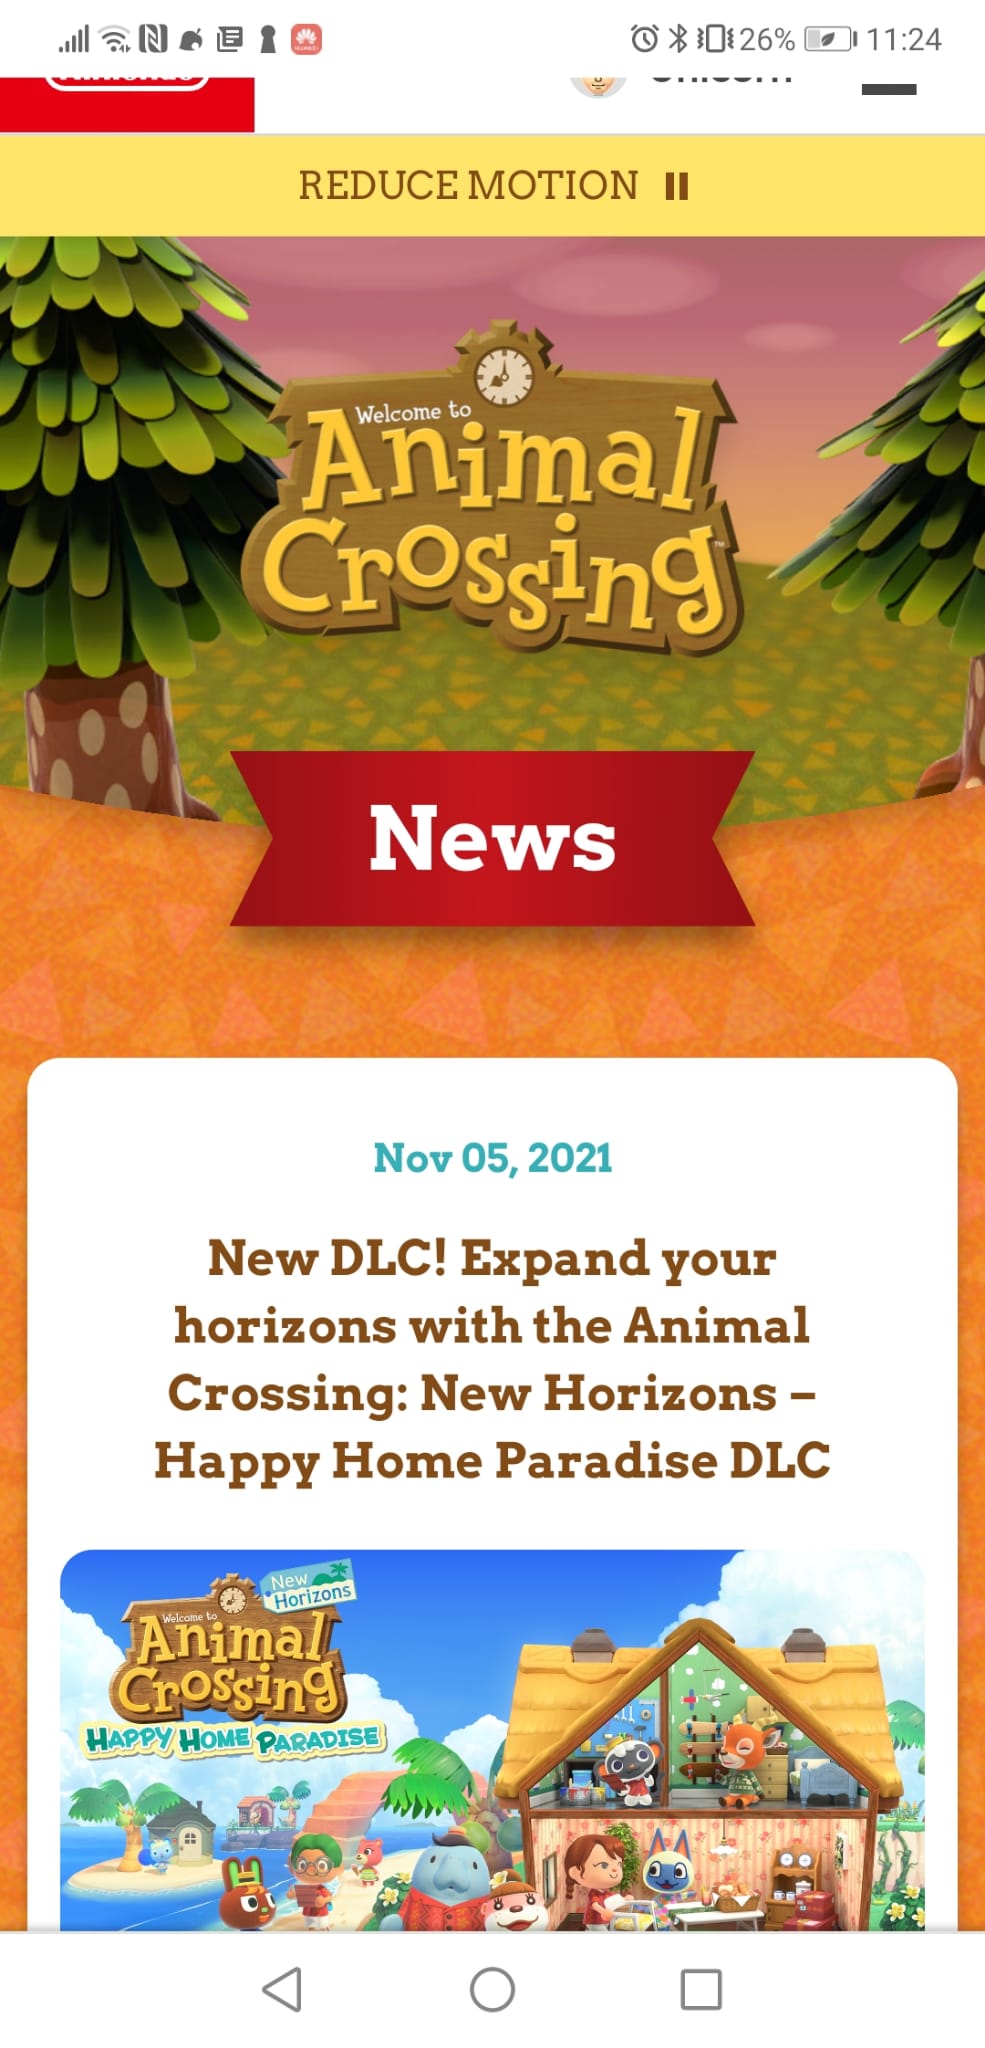 26% 11:24
REDUCE MOTION
Welcome to
Animal
Crossing™
News
Nov 05, 2021
New DLC! Expand your
horizons with the Animal
Crossing: New Horizons –
Happy Home Paradise DLC
New
Horizons
Welcome to
Animal
Crossing
HAPPY HOME PARADISE